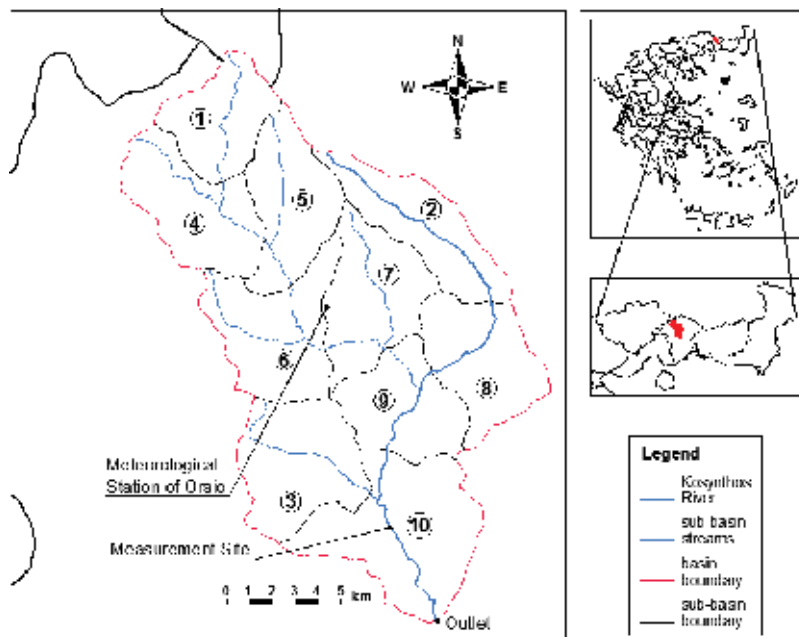 N
W E
S
1
2
5
4
7
6
8
9
3
10
Meteorological
Station of Oraio
Measurement Site
0 1 2 3 4 5 km
Outlet
Legend
Kosynthos
River
sub basin
streams
basin
boundary
sub-basin
boundary